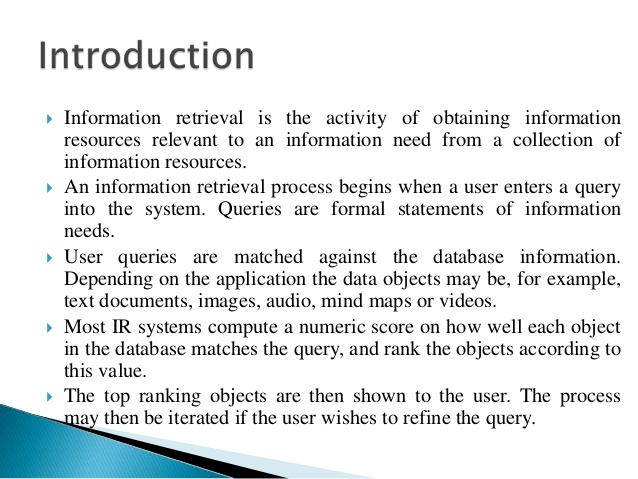 Introduction
Information retrieval is the activity of obtaining information
resources relevant to an information need from a collection of
information resources.
An information retrieval process begins when a user enters a query
into the system. Queries are formal statements of information
needs.
User queries are matched against the database information.
Depending on the application the data objects may be, for example,
text documents, images, audio, mind maps or videos.
Most IR systems compute a numeric score on how well each object
in the database matches the query, and rank the objects according to
this value.
The top ranking objects are then shown to the user. The process
may then be iterated if the user wishes to refine the query.